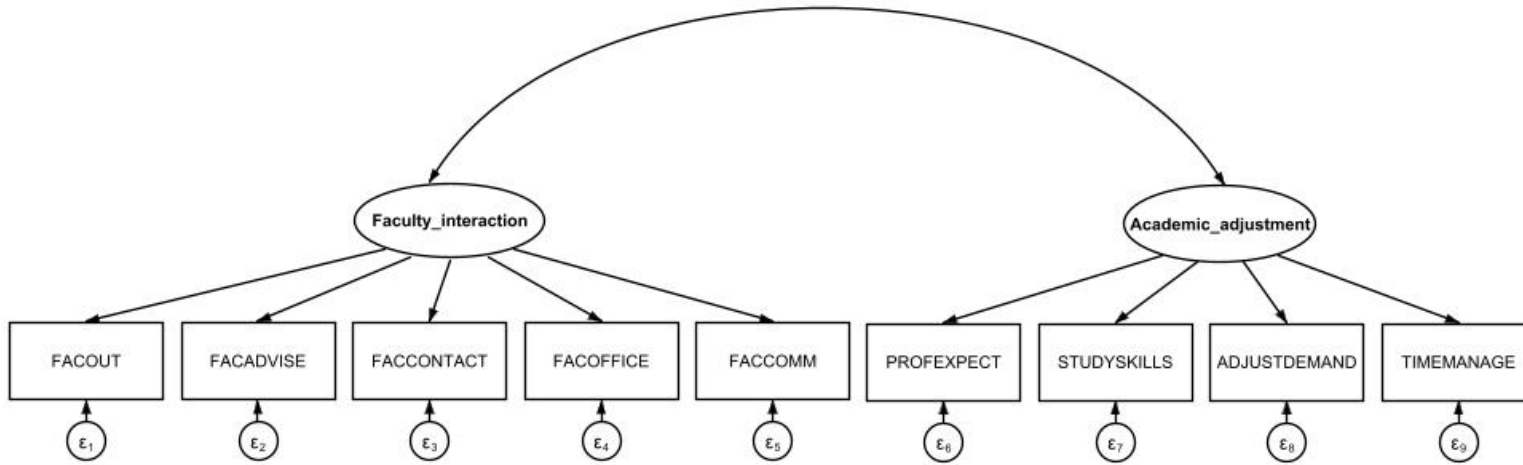 Faculty_interaction
Academic_adjustment
FACOUT
FACADVISE
FACCONTACT
FACOFFICE
FACCOMM
PROFEXPECT
STUDYSKILLS
ADJUSTDEMAND
TIMEMANAGE
ε₁
ε₂
ε₃
ε₄
ε₅
ε₆
ε₇
ε₈
ε₉